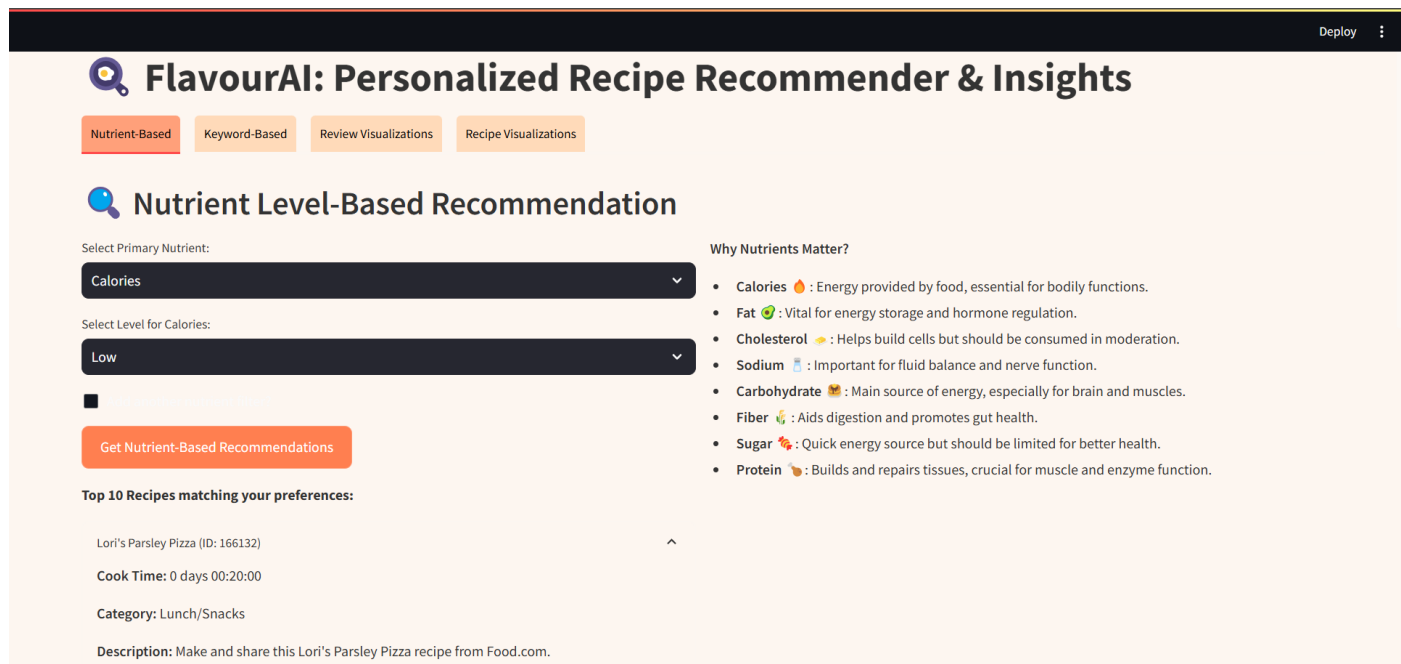 Deploy
FlavourAI: Personalized Recipe Recommender & Insights
Nutrient-Based
Keyword-Based
Review Visualizations
Recipe Visualizations
Nutrient Level-Based Recommendation
Select Primary Nutrient:
Calories
Select Level for Calories:
Low
Get Nutrient-Based Recommendations
Top 10 Recipes matching your preferences:
Lori's Parsley Pizza (ID: 166132)
Cook Time: 0 days 00:20:00
Category: Lunch/Snacks
Description: Make and share this Lori's Parsley Pizza recipe from Food.com.
Why Nutrients Matter?
Calories 🔥 : Energy provided by food, essential for bodily functions.
Fat 🥑 : Vital for energy storage and hormone regulation.
Cholesterol 🧈 : Helps build cells but should be consumed in moderation.
Sodium 🧂 : Important for fluid balance and nerve function.
Carbohydrate 🍯 : Main source of energy, especially for brain and muscles.
Fiber 🌾 : Aids digestion and promotes gut health.
Sugar 🍬 : Quick energy source but should be limited for better health.
Protein 🍗 : Builds and repairs tissues, crucial for muscle and enzyme function.